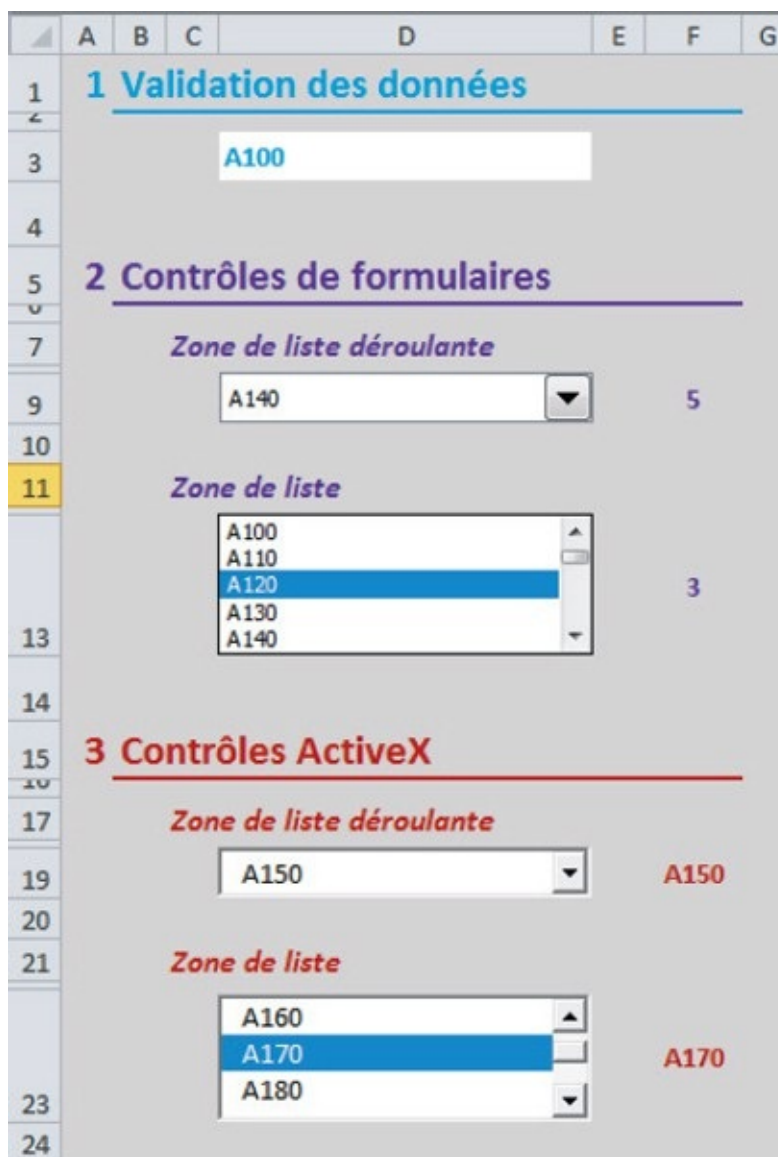 A B C D E F G
1 1 Validation des données
2
3 A100
4
5 2 Contrôles de formulaires
6
7 Zone de liste déroulante
9 A140 5
10
11 Zone de liste
A100
A110
A120 3
A130
13 A140
14
15 3 Contrôles ActiveX
16
17 Zone de liste déroulante
19 A150 A150
20
21 Zone de liste
A160
A170 A170
23 A180
24